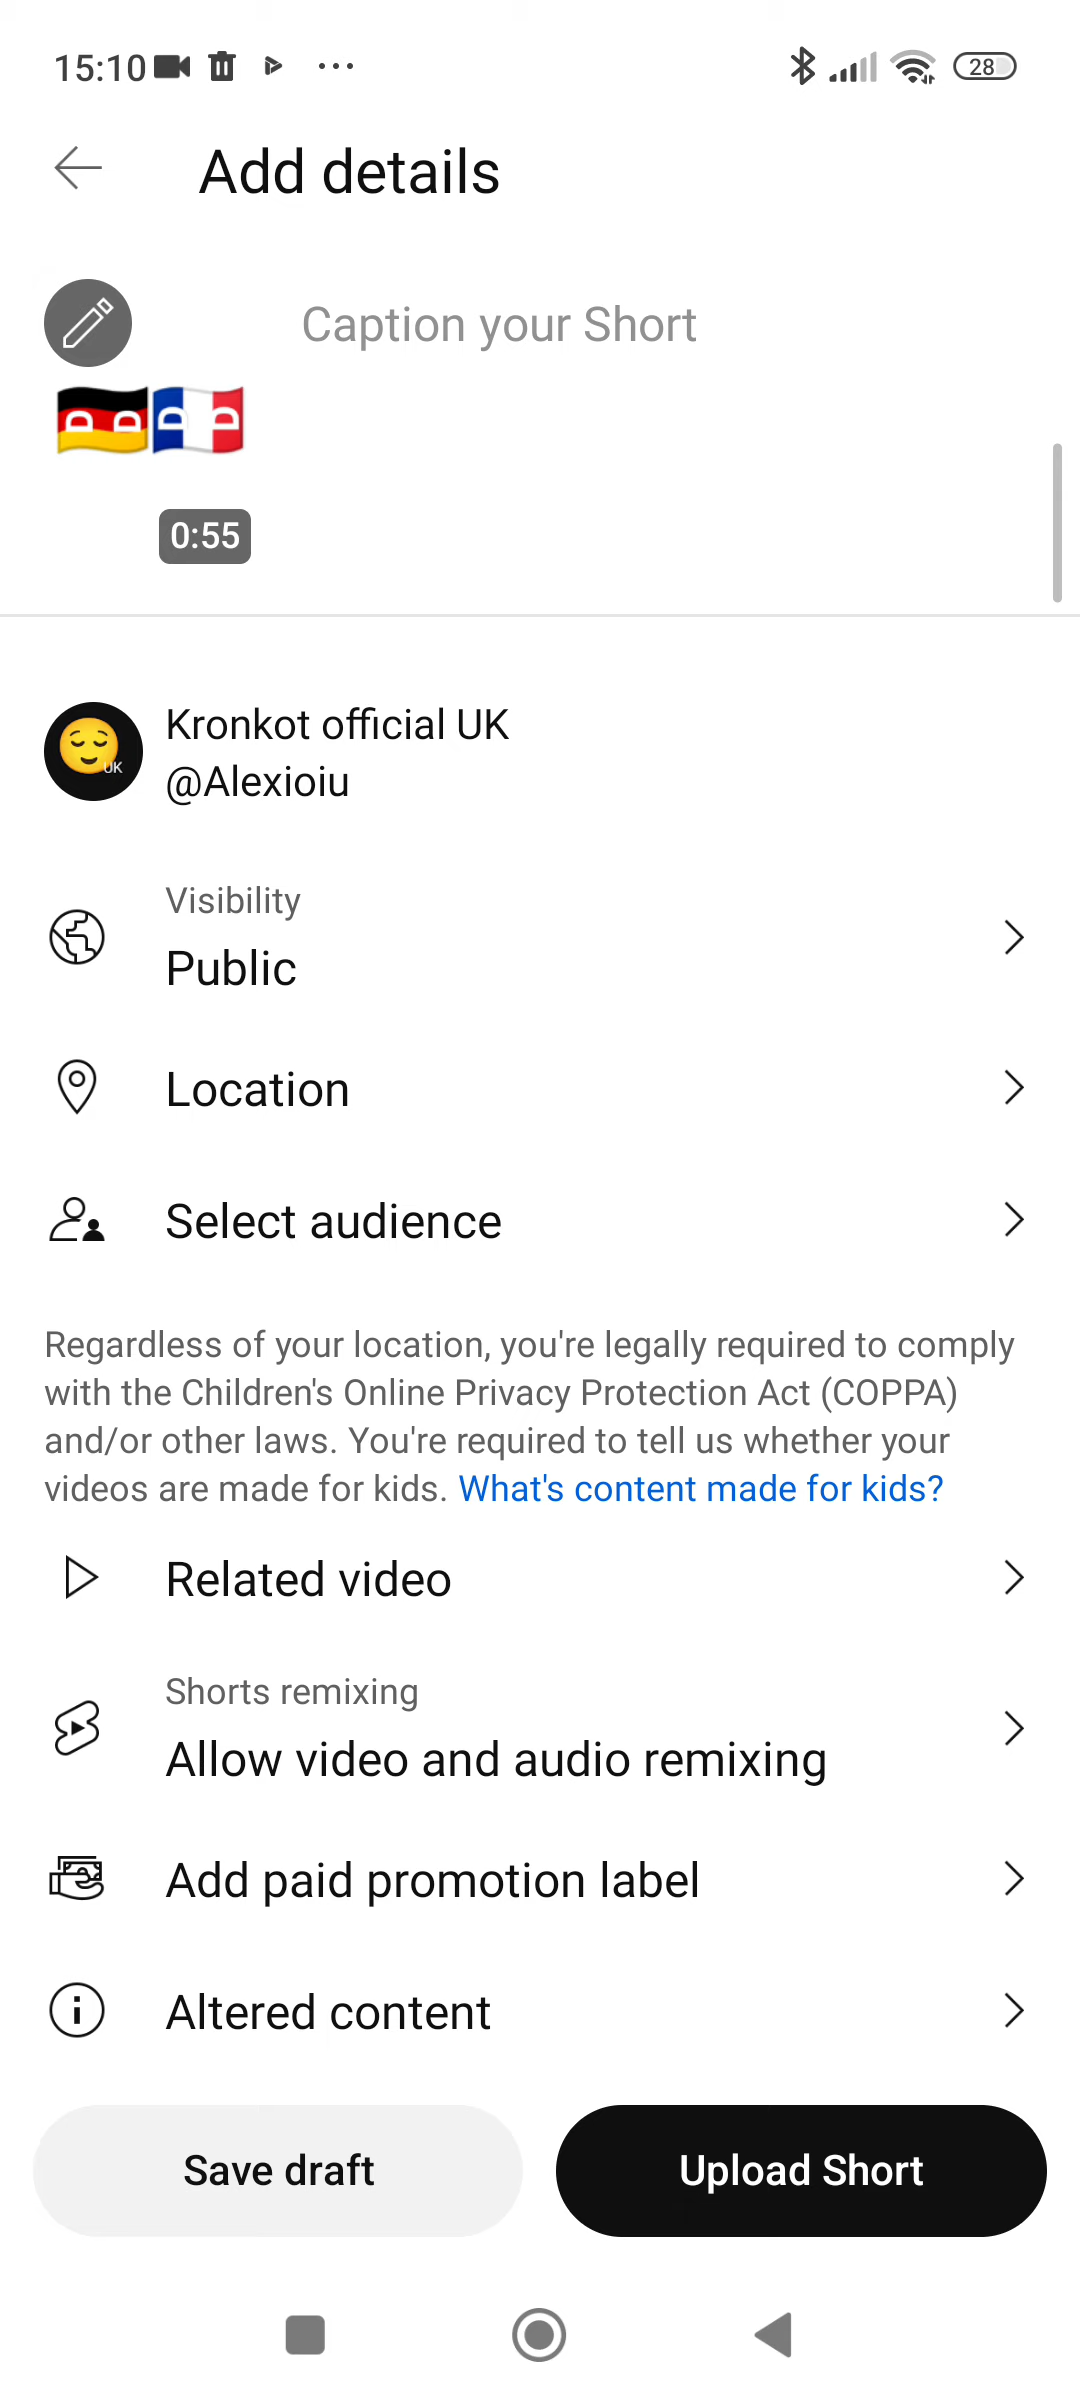 15:10
28
Add details
Caption your Short
0:55
Kronkot official UK
@Alexioiu
UK
Visibility
Public
Location
Select audience
Regardless of your location, you're legally required to comply
with the Children's Online Privacy Protection Act (COPPA)
and/or other laws. You're required to tell us whether your
videos are made for kids. What's content made for kids?
Related video
Shorts remixing
Allow video and audio remixing
Add paid promotion label
Altered content
Save draft
Upload Short